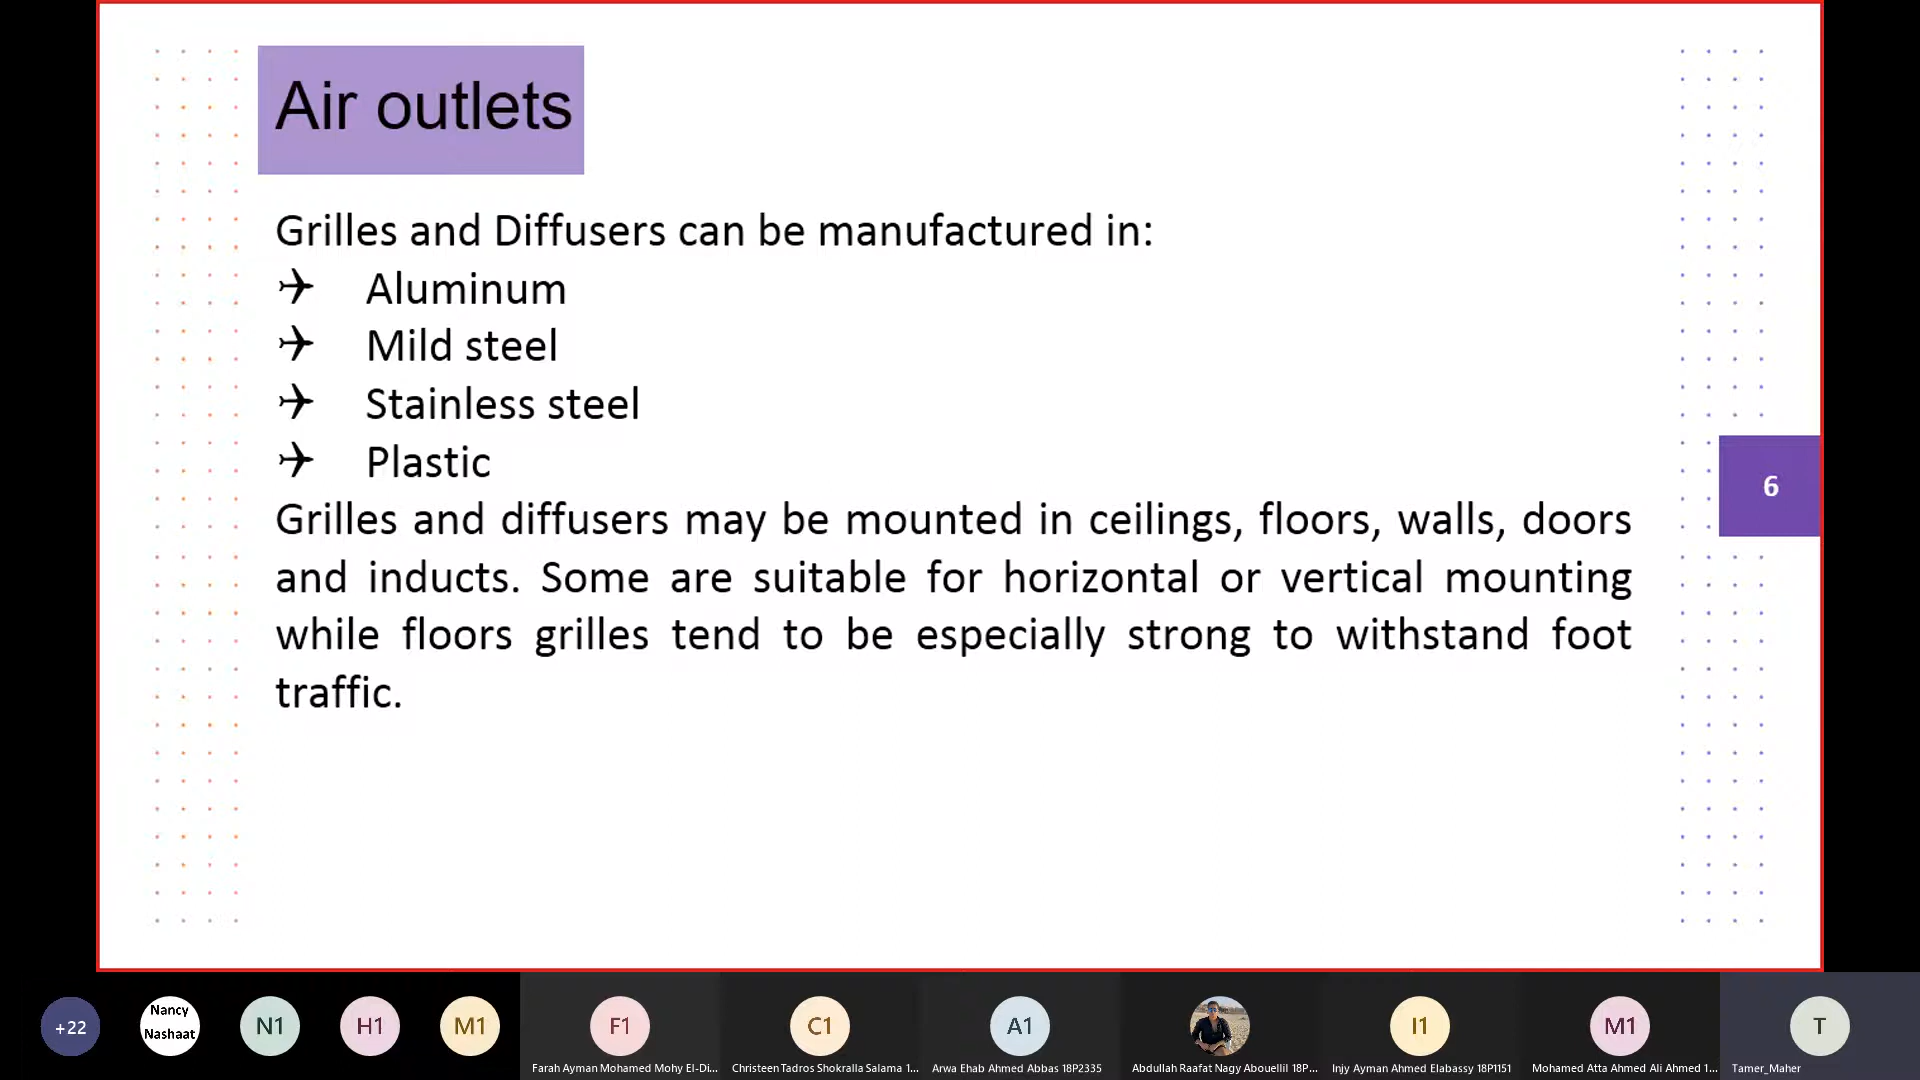 Air outlets
Grilles and Diffusers can be manufactured in:
Aluminum
Mild steel
Stainless steel
Plastic
Grilles and diffusers may be mounted in ceilings, floors, walls, doors
and inducts. Some are suitable for horizontal or vertical mounting
while floors grilles tend to be especially strong to withstand foot
traffic.
6
+22
Nancy
Nashaat
N1
H1
M1
F1
C1
A1
I1
M1
T
Farah Ayman Mohamed Mohy El-Di...
Christeen Tadros Shokralla Salama 1...
Arwa Ehab Ahmed Abbas 18P2335
Abdullah Raafat Nagy Abouellil 18P...
Injy Ayman Ahmed Elabassy 18P1151
Mohamed Atta Ahmed Ali Ahmed 1...
Tamer_Maher